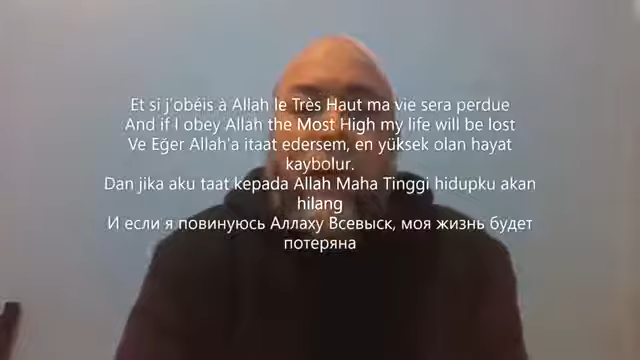 Et si j'obéis à Allah le Très Haut ma vie sera perdue
And if I obey Allah the Most High my life will be lost
Ve Eğer Allah'a itaat edersem, en yüksek olan hayat
kaybolur.
Dan jika aku taat kepada Allah Maha Tinggi hidupku akan
hilang
И если я повинуюсь Аллаху Всевыск, моя жизнь будет
потеряна